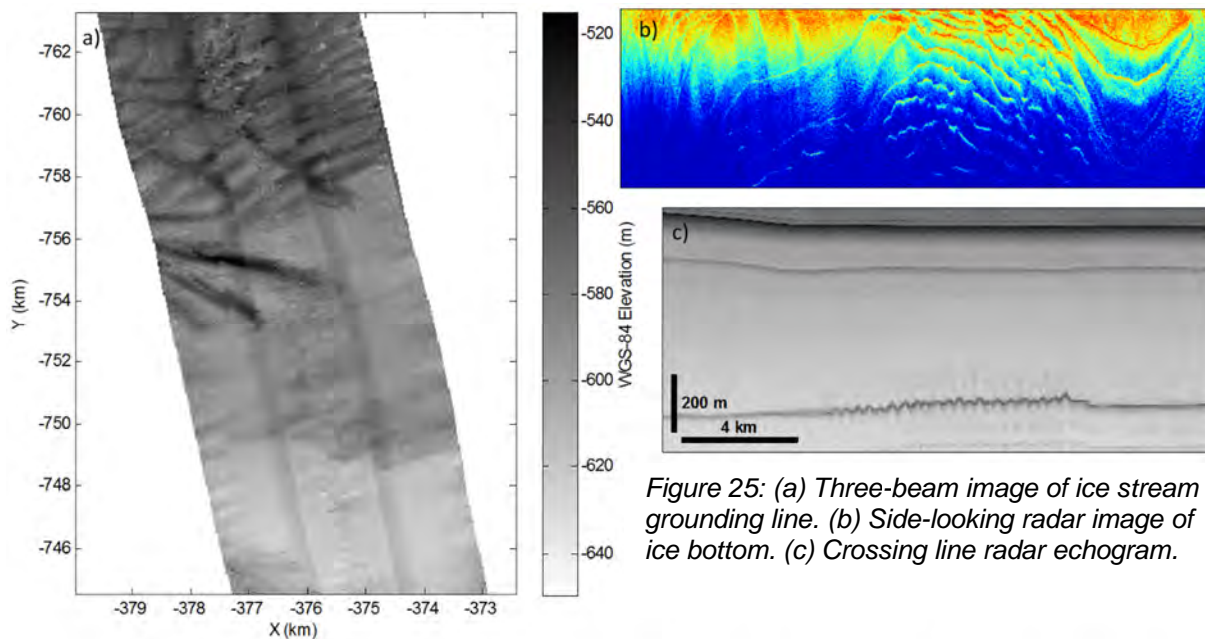 a)
-762
-760
-758
-756
-754
-752
-750
-748
-746
Y (km)
-379 -378 -377 -376 -375 -374 -373
X (km)
-520
-540
-560
-580
-600
-620
-640
WGS-84 Elevation (m)
b)
c)
200 m
4 km
Figure 25: (a) Three-beam image of ice stream
grounding line. (b) Side-looking radar image of
ice bottom. (c) Crossing line radar echogram.